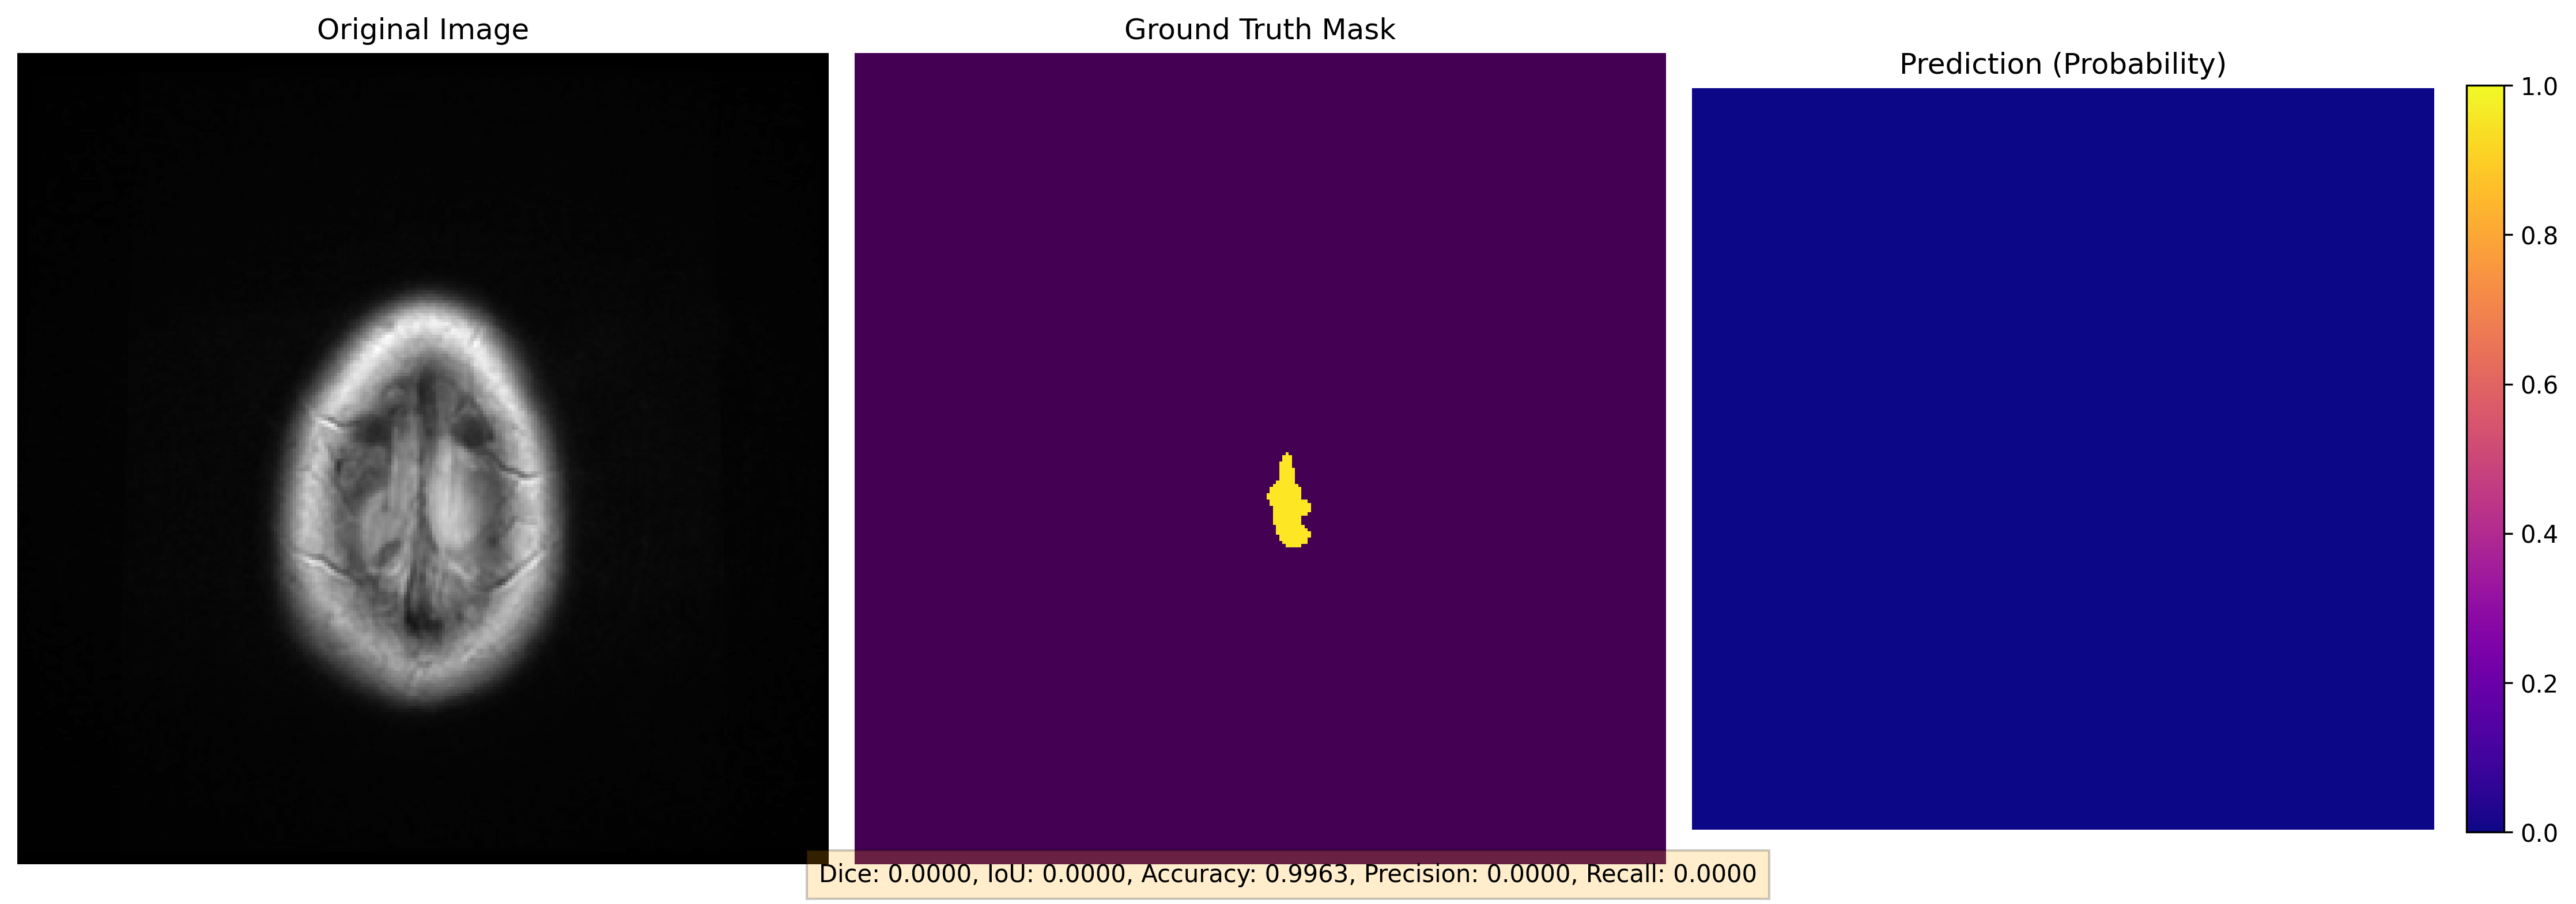 Original Image
Ground Truth Mask
Prediction (Probability)
1.0
0.8
0.6
0.4
0.2
0.0
Dice: 0.0000, IoU: 0.0000, Accuracy: 0.9963, Precision: 0.0000, Recall: 0.0000